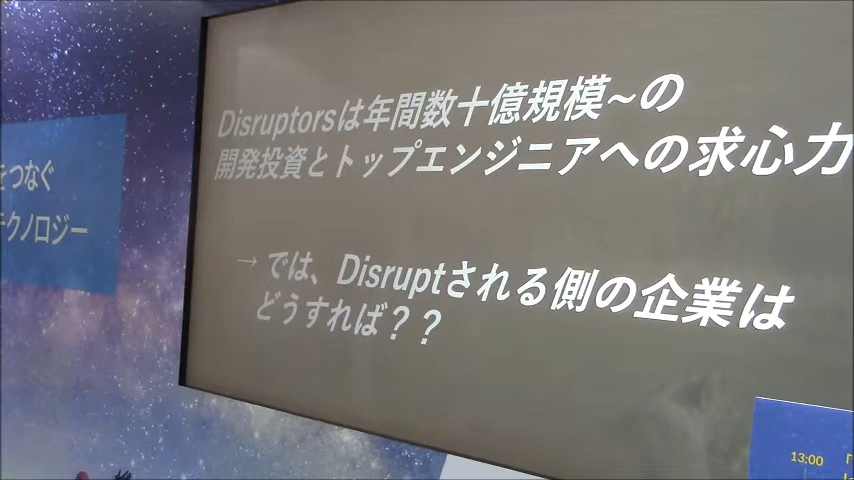 Disruptorsは年間数十億規模~の
開発投資とトップエンジニアへの求心力
→ では、Disruptされる側の企業は
どうすれば？？
をつなぐ
テクノロジー
13:00